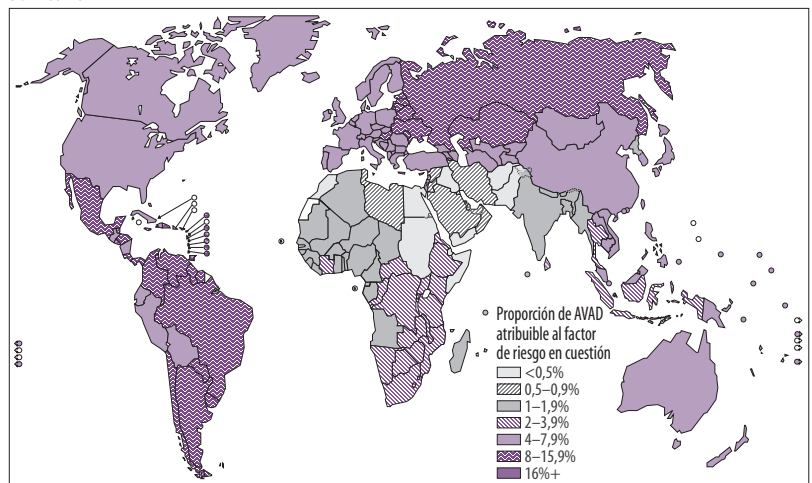 Proporción de AVAD
atribuible al factor
de riesgo en cuestión
<0,5%
0,5–0,9%
1–1,9%
2–3,9%
4–7,9%
8–15,9%
16%+